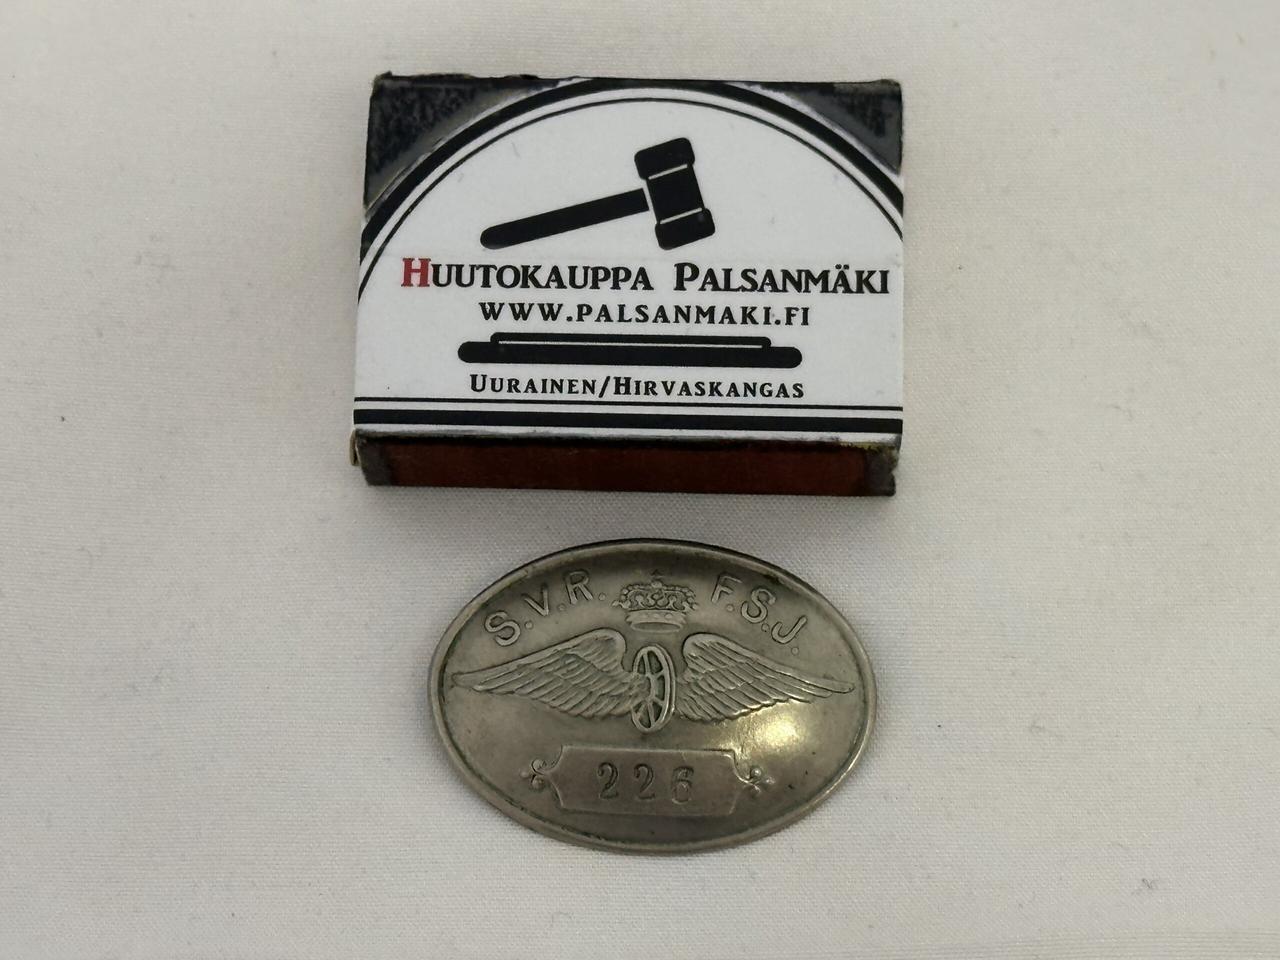 HUUTOKAUPPA PALSANMÄKI
WWW.PALSANMAKI.FI
UURAINEN/HIRVASKANGAS
S.V.R. F.S.J.
226